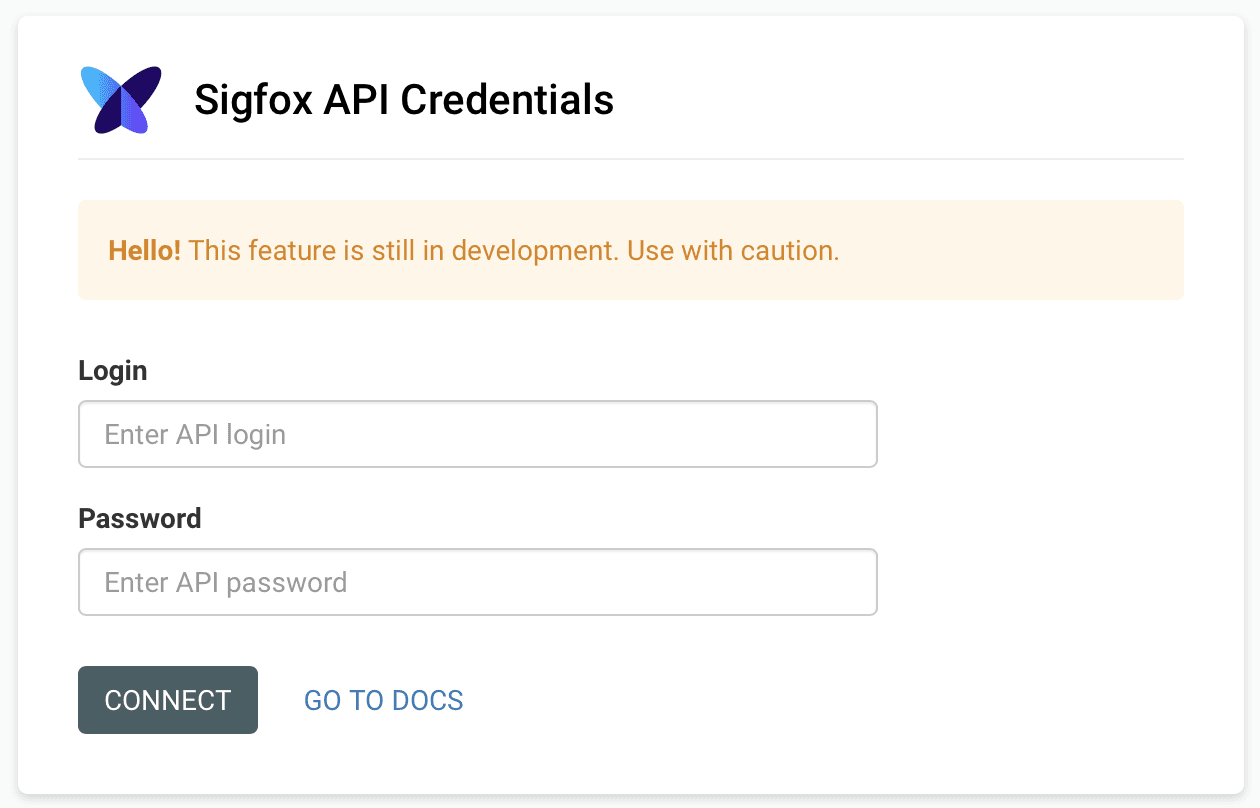 Sigfox API Credentials
Hello! This feature is still in development. Use with caution.
Login
Enter API login
Password
Enter API password
CONNECT GO TO DOCS